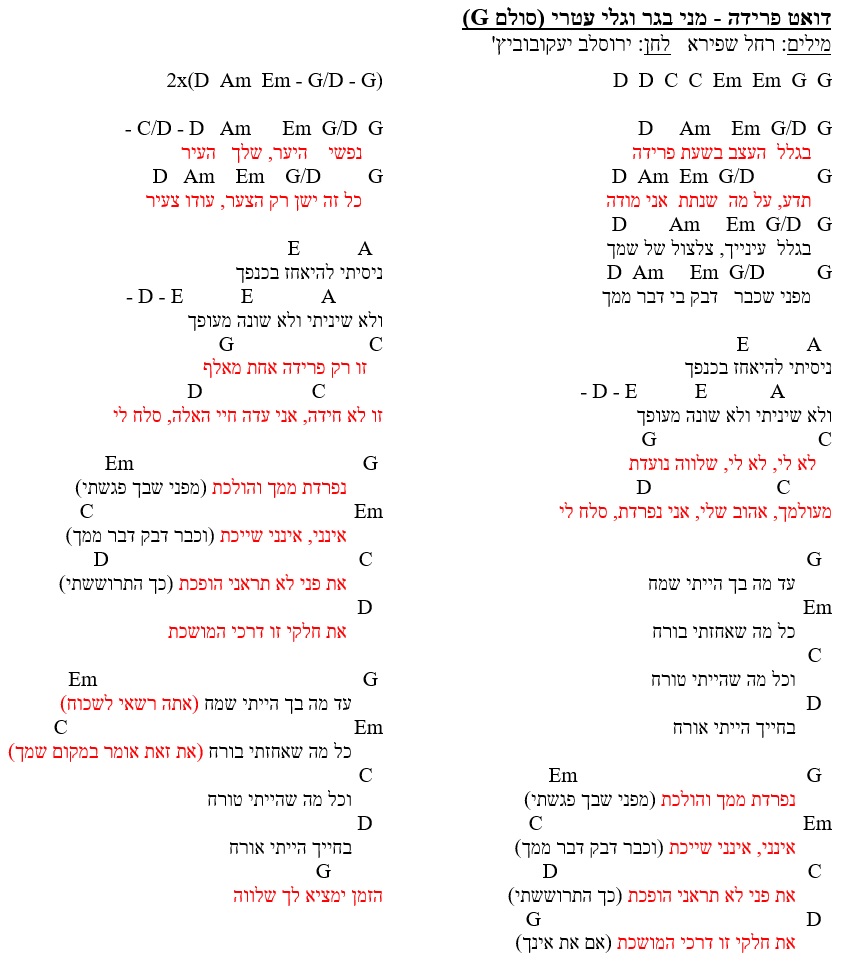 דואט פרידה - מני בגר וגלי עטרי (סולם G)
מילים: רחל שפירא   לחן: ירוסלב יעקובוביץ'
D  D  C  C  Em  Em  G  G
D  Am  Em  G/D  G
בגלל העצב בשעת פרידה
D  Am  Em  G/D  G
תדע, על מה שנתת אני מודה
D  Am  Em  G/D  G
בגלל עינייך, צלצול של שמך
D  Am  Em  G/D  G
מפני שכבר דבק בי דבר ממך
E  A
ניסיתי להיאחז בכנפך
- D - E  E  A
ולא שיניתי ולא שונה מעופך
G  C
לא לי, לא לי, שלווה נועדת
D  C
מעולמך, אהוב שלי, אני נפרדת, סלח לי
G
עד מה בך הייתי שמח
Em
כל מה שאחזתי בורח
C
וכל מה שהייתי טורח
D
בחייך הייתי אורח
Em  G
נפרדת ממך והולכת (מפני שבך פגשתי)
C  Em
אינני, אינני שייכת (וכבר דבק דבר ממך)
D  C
את פני לא תראני הופכת (כך התרוששתי)
G  D
את חלקי זו דרכי המושכת (אם את אינך)
2x(D  Am  Em - G/D - G)
- C/D - D  Am  Em  G/D  G
נפשי היער, שלך העיר
D  Am  Em  G/D  G
כל זה ישן רק הצער, עודו צעיר
E  A
ניסיתי להיאחז בכנפך
- D - E  E  A
ולא שיניתי ולא שונה מעופך
G  C
זו רק פרידה אחת מאלף
D  C
זו לא חידה, אני עדה חיי האלה, סלח לי
Em  G
נפרדת ממך והולכת (מפני שבך פגשתי)
C  Em
אינני, אינני שייכת (וכבר דבק דבר ממך)
D  C
את פני לא תראני הופכת (כך התרוששתי)
D
את חלקי זו דרכי המושכת
Em  G
עד מה בך הייתי שמח (אתה רשאי לשכוח)
C  Em
כל מה שאחזתי בורח (את זאת אומר במקום שמך)
C
וכל מה שהייתי טורח
D
בחייך הייתי אורח
G
הזמן ימציא לך שלווה